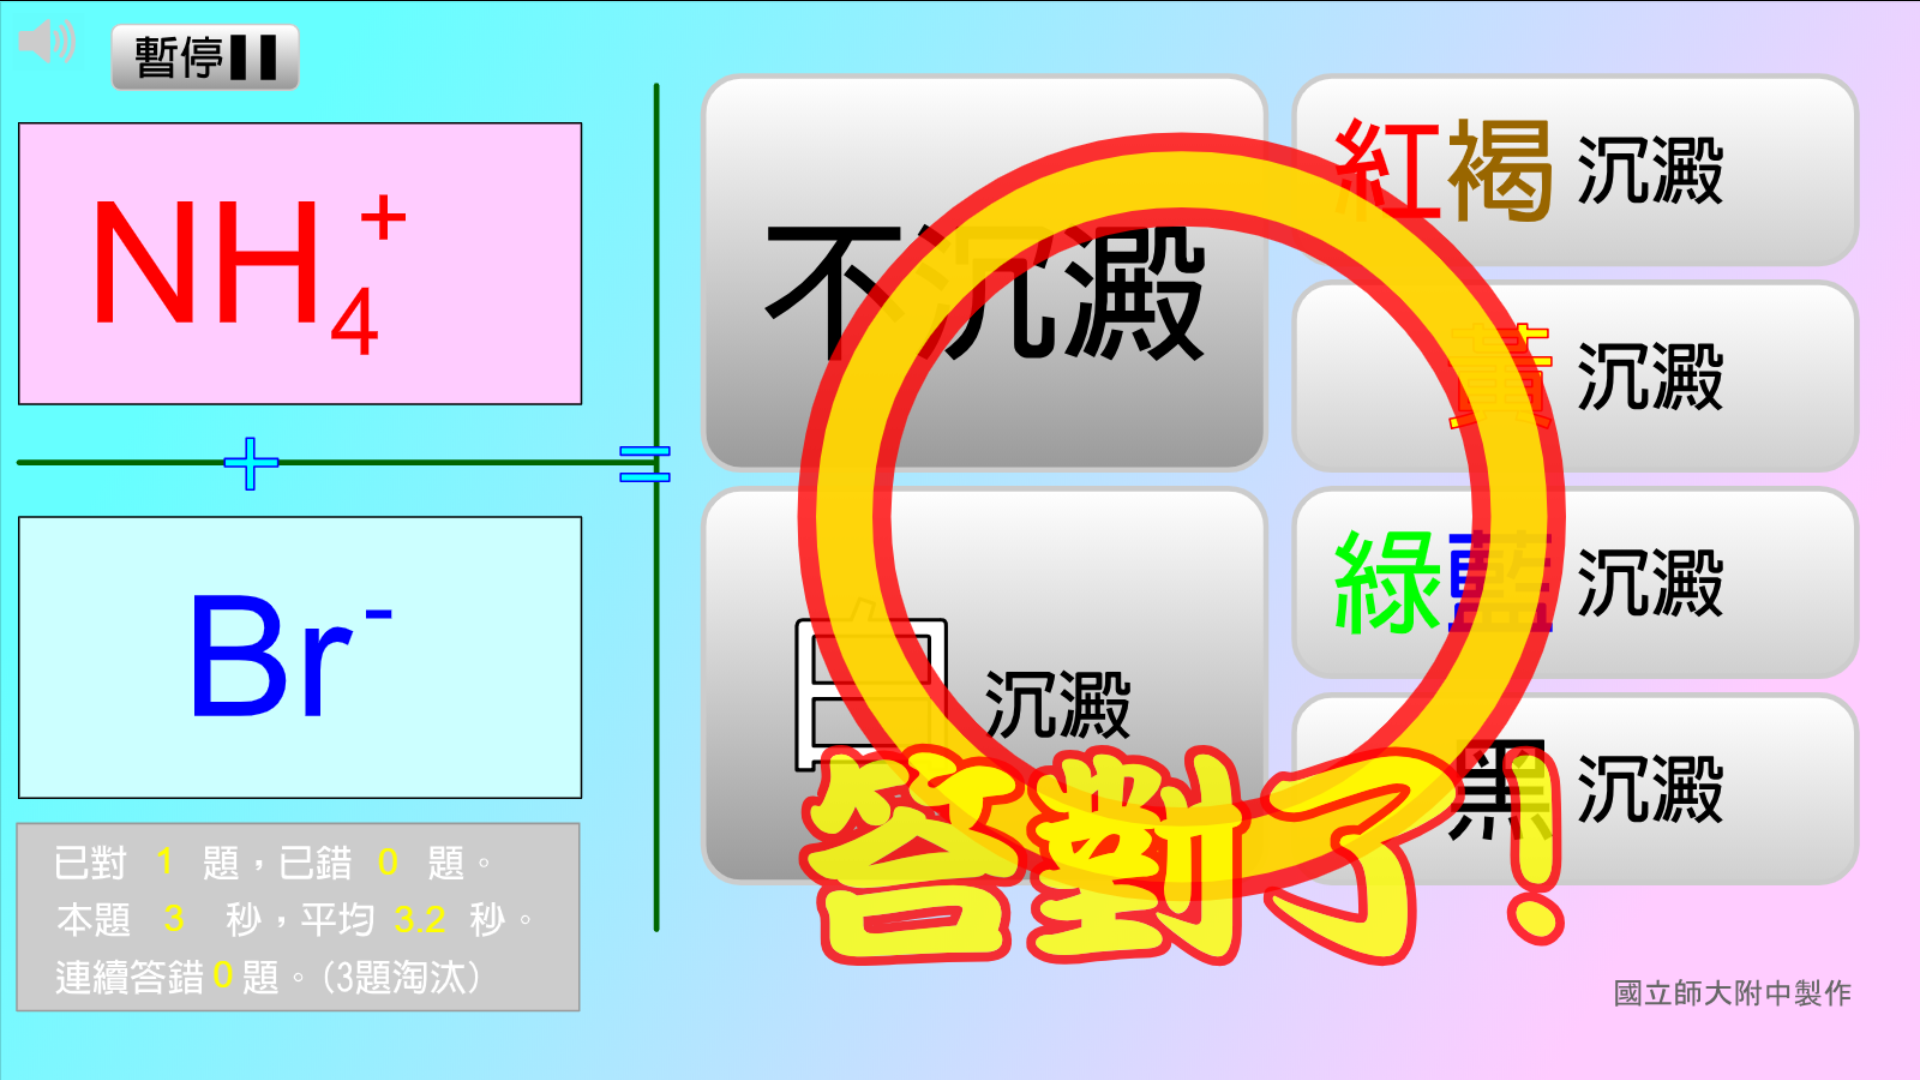 暫停
NH₄⁺
+
Br⁻
=
不沉澱
白 沉澱
紅褐 沉澱
黃 沉澱
綠藍 沉澱
黑 沉澱
答對了!
已對 1 題,已錯 0 題。
本題 3 秒,平均 3.2 秒。
連續答錯 0 題。(3題淘汰)
國立師大附中製作